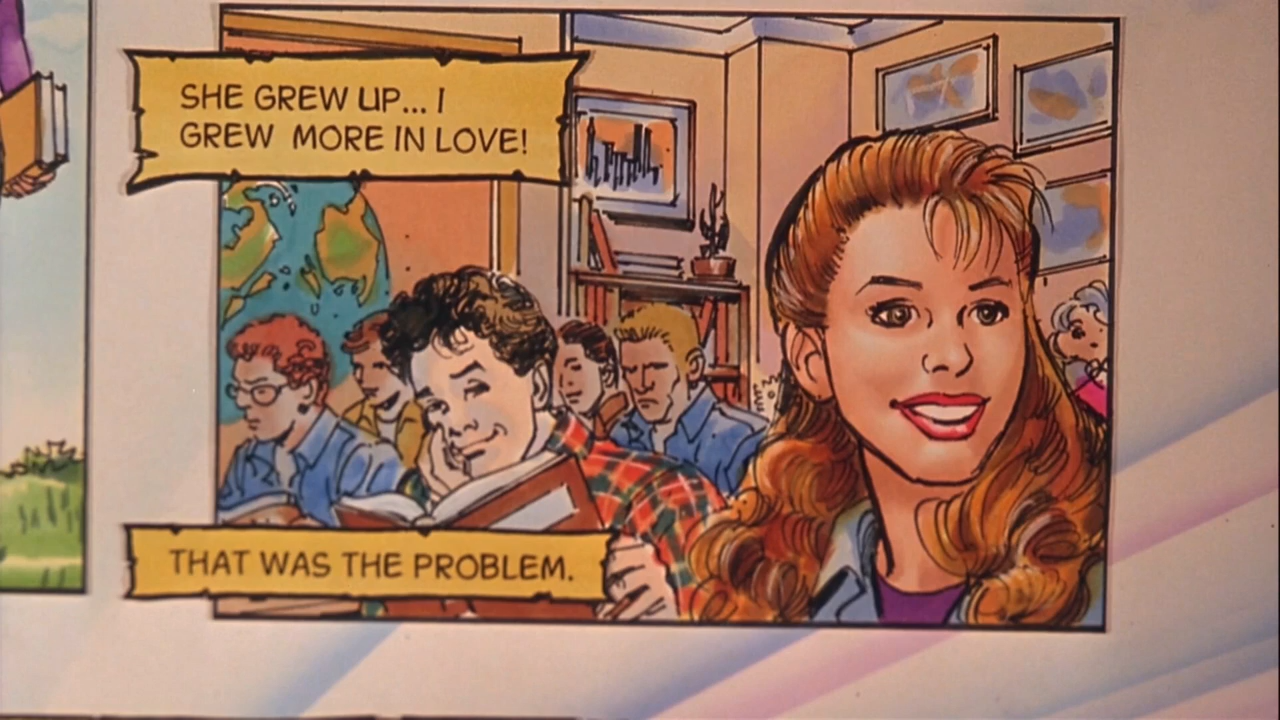 SHE GREW UP... I
GREW MORE IN LOVE!
THAT WAS THE PROBLEM.